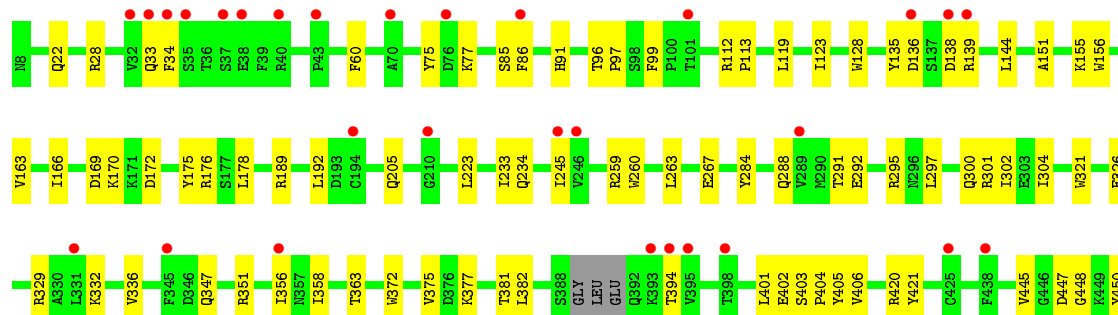 N8 Q22 R28 V32 Q33 F34 S35 T36 S37 E38 F39 R40 P43 F60 A70 Y75 D76 K77 S85 F86 H91 T96 P97 S98 F99 P100 T101 R112 P113 L119 I123 W128 Y135 D136 S137 D138 R139 L144 A151 K155 W156
V163 I166 D169 K170 K171 D172 Y175 R176 S177 L178 R189 L192 D193 C194 Q205 G210 L223 I233 Q234 I245 V246 R259 W260 L263 E267 Y284 Q288 V289 M290 T291 E292 R295 N296 L297 Q300 R301 I302 E303 I304 W321
R329 A330 L331 K332 V336 F345 D346 Q347 R351 I356 N357 I358 T363 W372 V375 D376 K377 T381 L382 S388 GLY LEU GLU Q392 K393 T394 V395 T398 L401 E402 S403 P404 Y405 V406 R420 Y421 C425 F438 V445 G446 D447 G448 K449 Y450